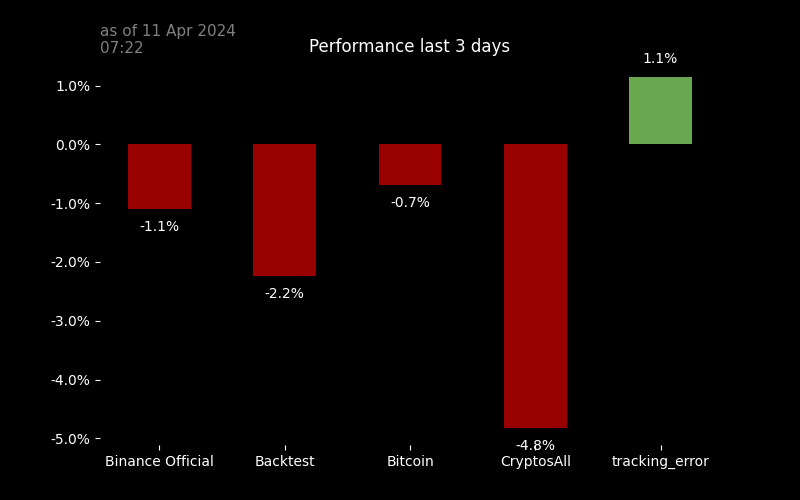 as of 11 Apr 2024
07:22
Performance last 3 days
1.1%
1.0%
0.0%
-1.0%
-2.0%
-3.0%
-4.0%
-5.0%
-1.1%
-2.2%
-0.7%
-4.8%
Binance Official
Backtest
Bitcoin
CryptosAll
tracking_error